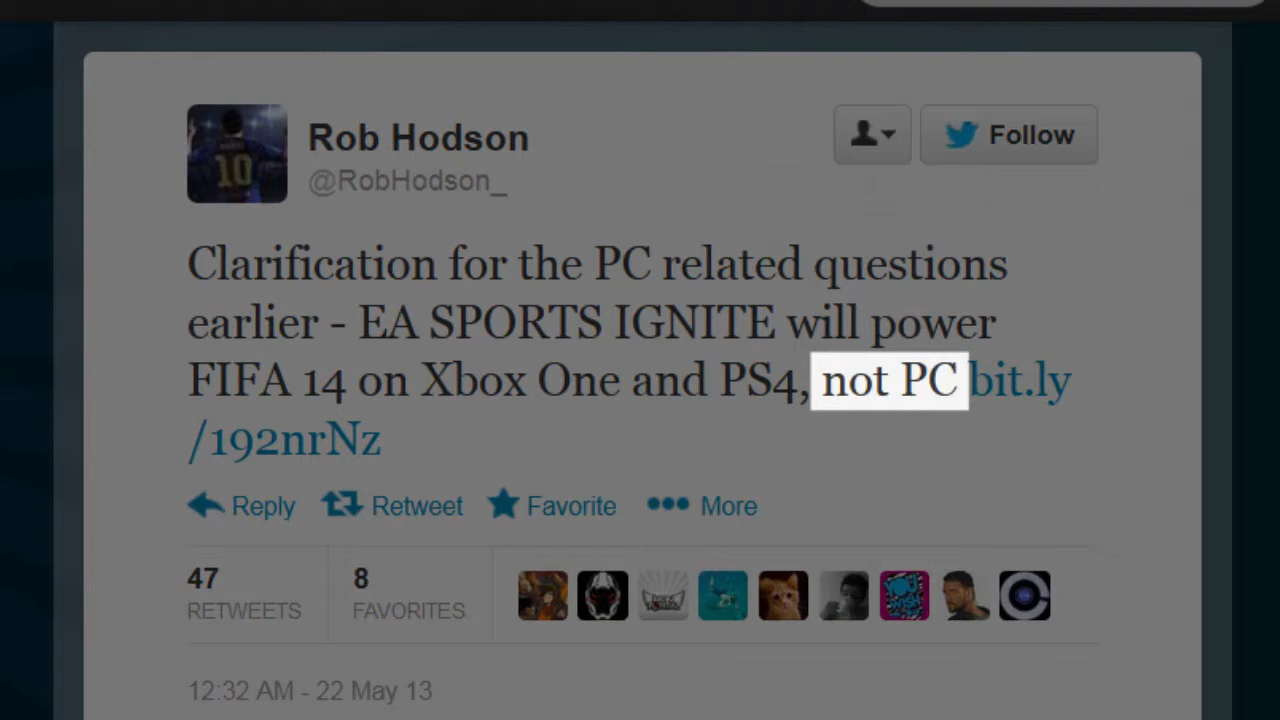 Rob Hodson
@RobHodson_
Follow
Clarification for the PC related questions
earlier - EA SPORTS IGNITE will power
FIFA 14 on Xbox One and PS4, not PC bit.ly
/192nrNz
Reply Retweet Favorite More
47 8
RETWEETS FAVORITES
12:32 AM - 22 May 13